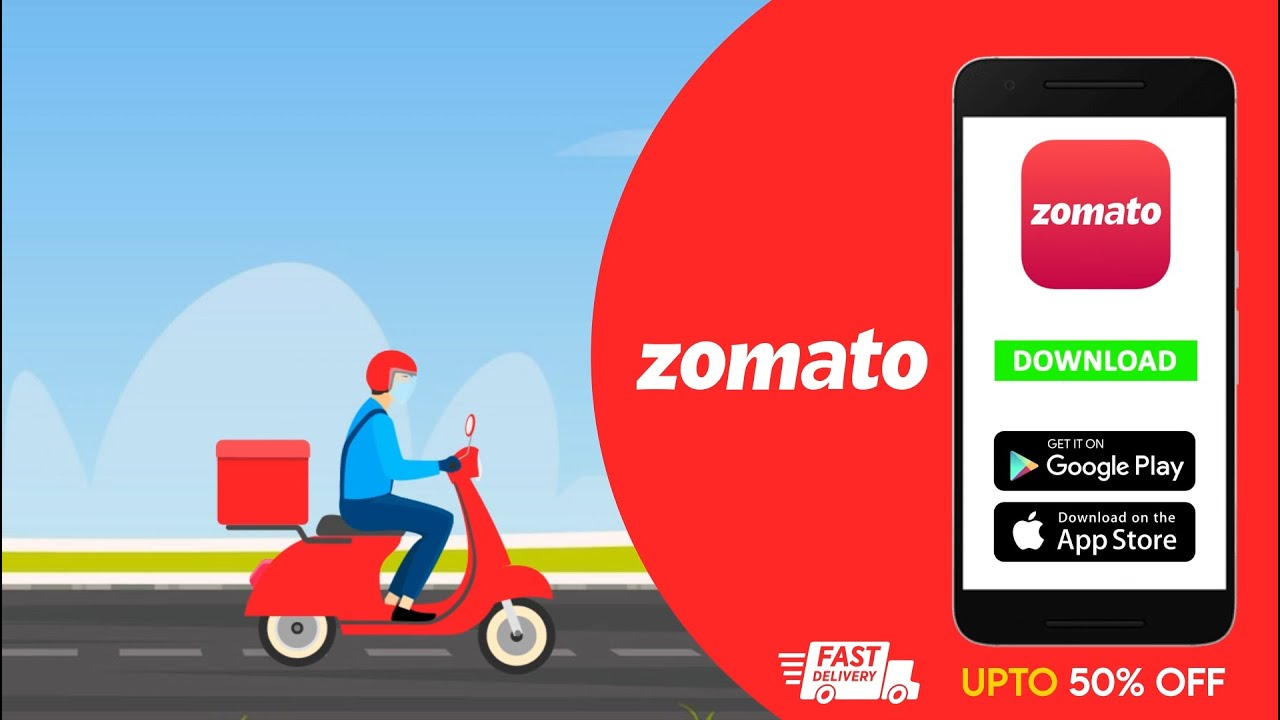 zomato
zomato
DOWNLOAD
GET IT ON
Google Play
Download on the
App Store
FAST
DELIVERY
UPTO 50% OFF